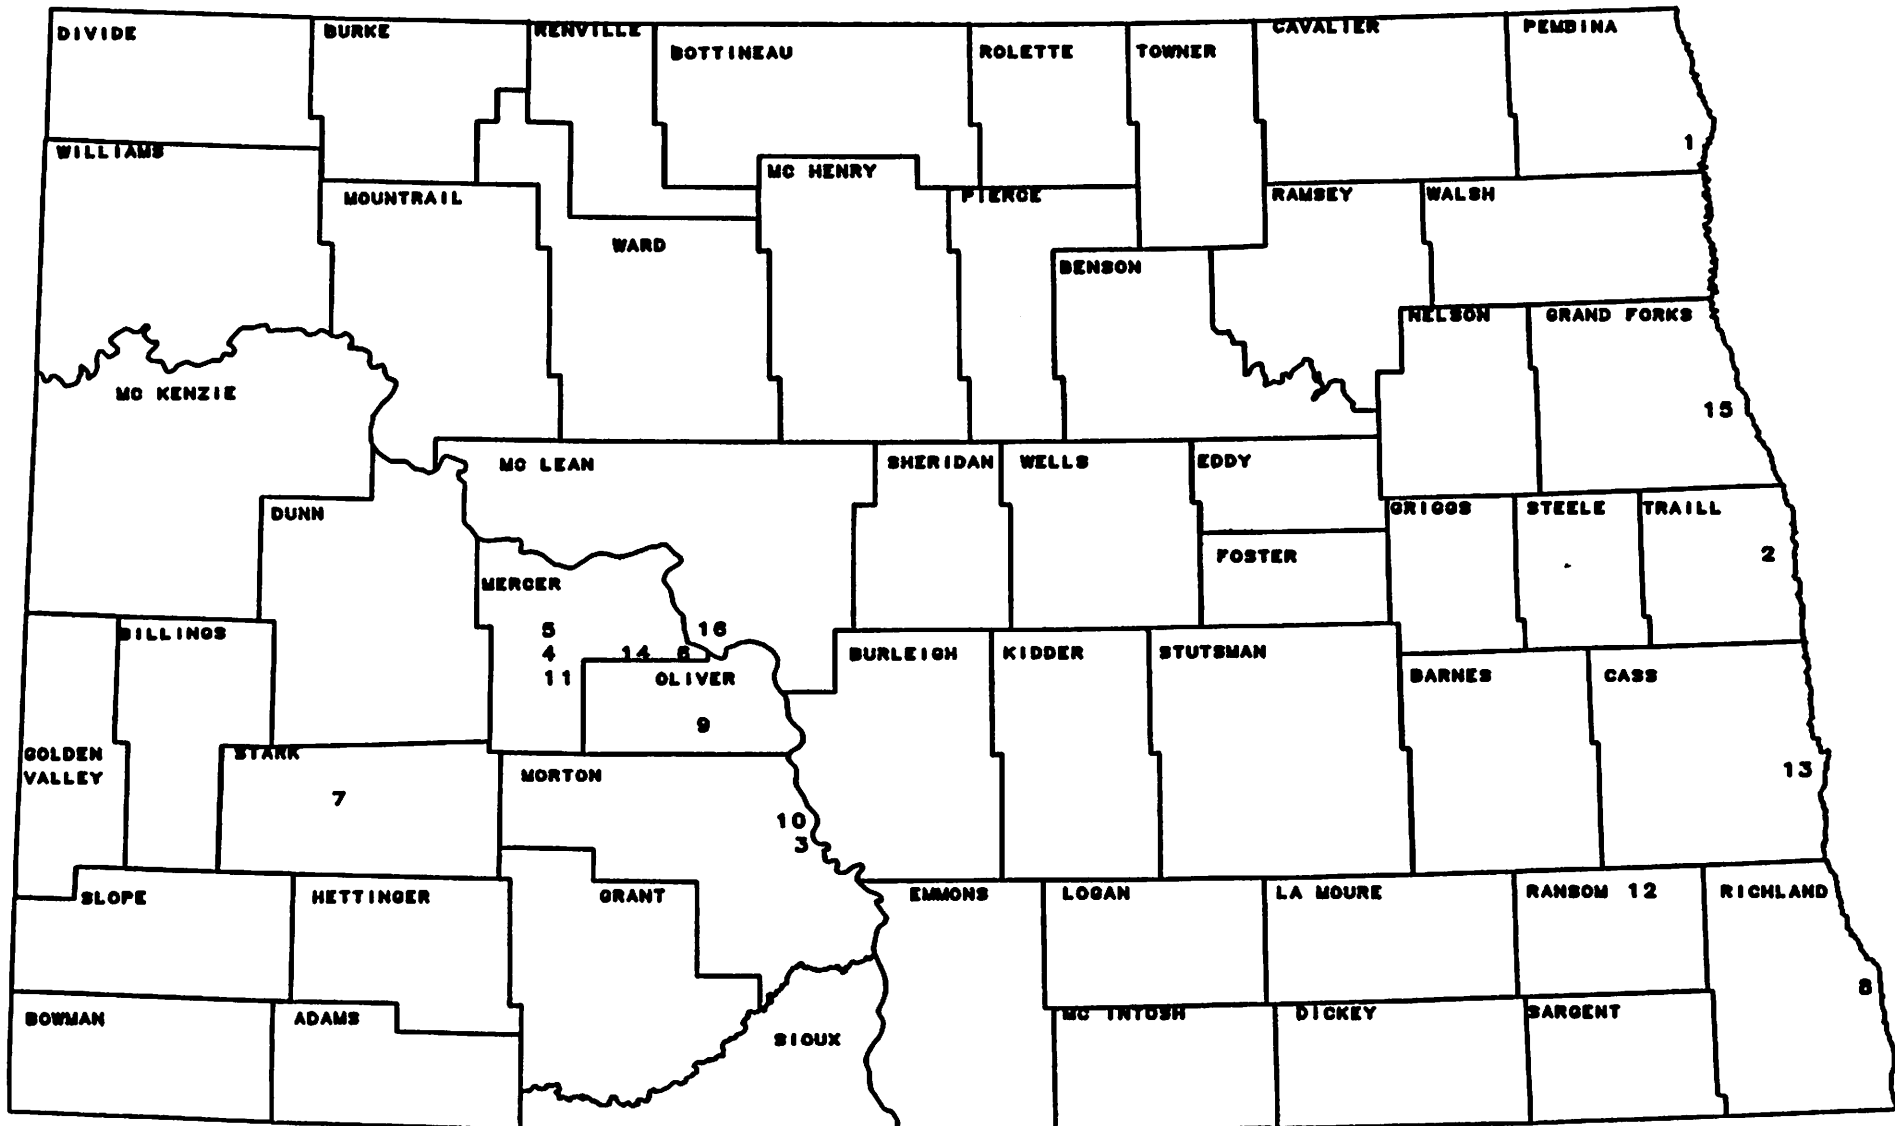 DIVIDE
BURKE
RENVILLE
BOTTINEAU
ROLETTE
TOWNER
CAVALIER
PEMBINA
1
WILLIAMS
MOUNTRAIL
WARD
MC HENRY
PIERCE
BENSON
RAMSEY
WALSH
NELSON
GRAND FORKS
15
MC KENZIE
DUNN
MC LEAN
SHERIDAN
WELLS
EDDY
FOSTER
GRIGGS
STEELE
TRAILL
2
MERCER
5
4
11
14
6
16
OLIVER
9
BILLINGS
GOLDEN
VALLEY
STARK
7
MORTON
10
3
BURLEIGH
KIDDER
STUTSMAN
BARNES
CASS
13
SLOPE
HETTINGER
GRANT
EMMONS
LOGAN
LA MOURE
RANSOM 12
RICHLAND
8
BOWMAN
ADAMS
SIOUX
MC INTOSH
DICKEY
SARGENT